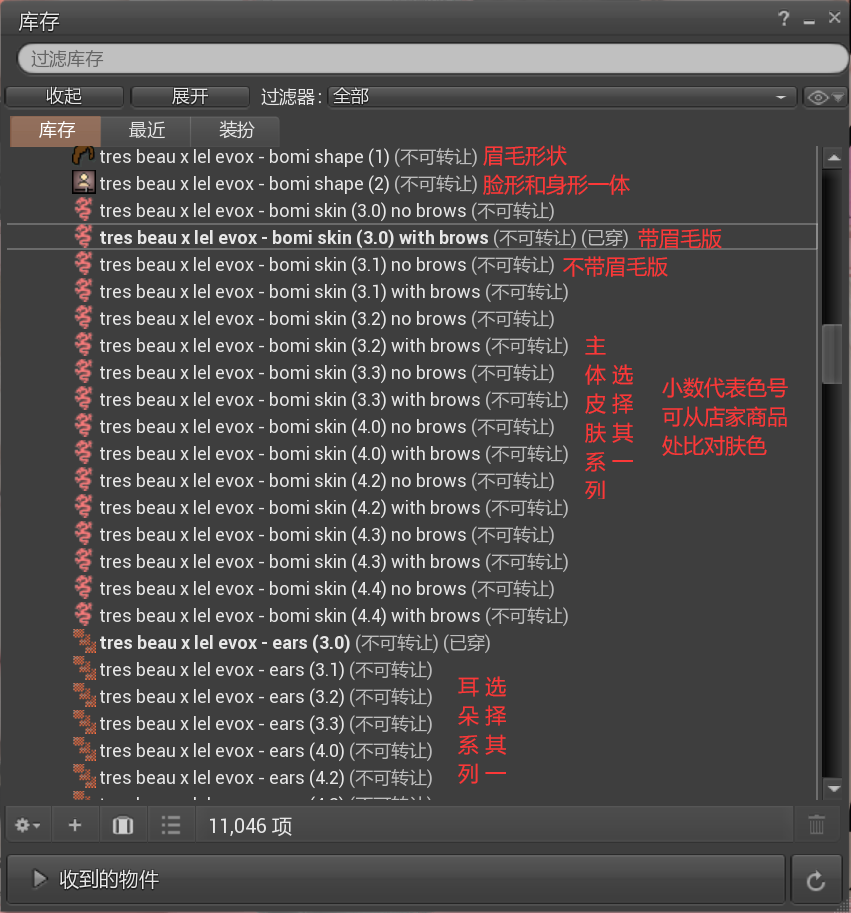 库存
过滤库存
收起 展开 过滤器: 全部
库存 最近 装扮
tres beau x lel evox - bomi shape (1) (不可转让) 眉毛形状
tres beau x lel evox - bomi shape (2) (不可转让) 脸形和身形一体
tres beau x lel evox - bomi skin (3.0) no brows (不可转让)
tres beau x lel evox - bomi skin (3.0) with brows (不可转让) (已穿) 带眉毛版
tres beau x lel evox - bomi skin (3.1) no brows (不可转让) 不带眉毛版
tres beau x lel evox - bomi skin (3.1) with brows (不可转让)
tres beau x lel evox - bomi skin (3.2) no brows (不可转让)
tres beau x lel evox - bomi skin (3.2) with brows (不可转让)
tres beau x lel evox - bomi skin (3.3) no brows (不可转让)
tres beau x lel evox - bomi skin (3.3) with brows (不可转让)
tres beau x lel evox - bomi skin (4.0) no brows (不可转让)
tres beau x lel evox - bomi skin (4.0) with brows (不可转让)
tres beau x lel evox - bomi skin (4.2) no brows (不可转让)
tres beau x lel evox - bomi skin (4.2) with brows (不可转让)
tres beau x lel evox - bomi skin (4.3) no brows (不可转让)
tres beau x lel evox - bomi skin (4.3) with brows (不可转让)
tres beau x lel evox - bomi skin (4.4) no brows (不可转让)
tres beau x lel evox - bomi skin (4.4) with brows (不可转让)
主体皮肤系列
选择其一
小数代表色号
可从店家商品
处比对肤色
tres beau x lel evox - ears (3.0) (不可转让) (已穿)
tres beau x lel evox - ears (3.1) (不可转让)
tres beau x lel evox - ears (3.2) (不可转让)
tres beau x lel evox - ears (3.3) (不可转让)
tres beau x lel evox - ears (4.0) (不可转让)
tres beau x lel evox - ears (4.2) (不可转让)
耳朵系列
选择其一
11,046 项
收到的物件